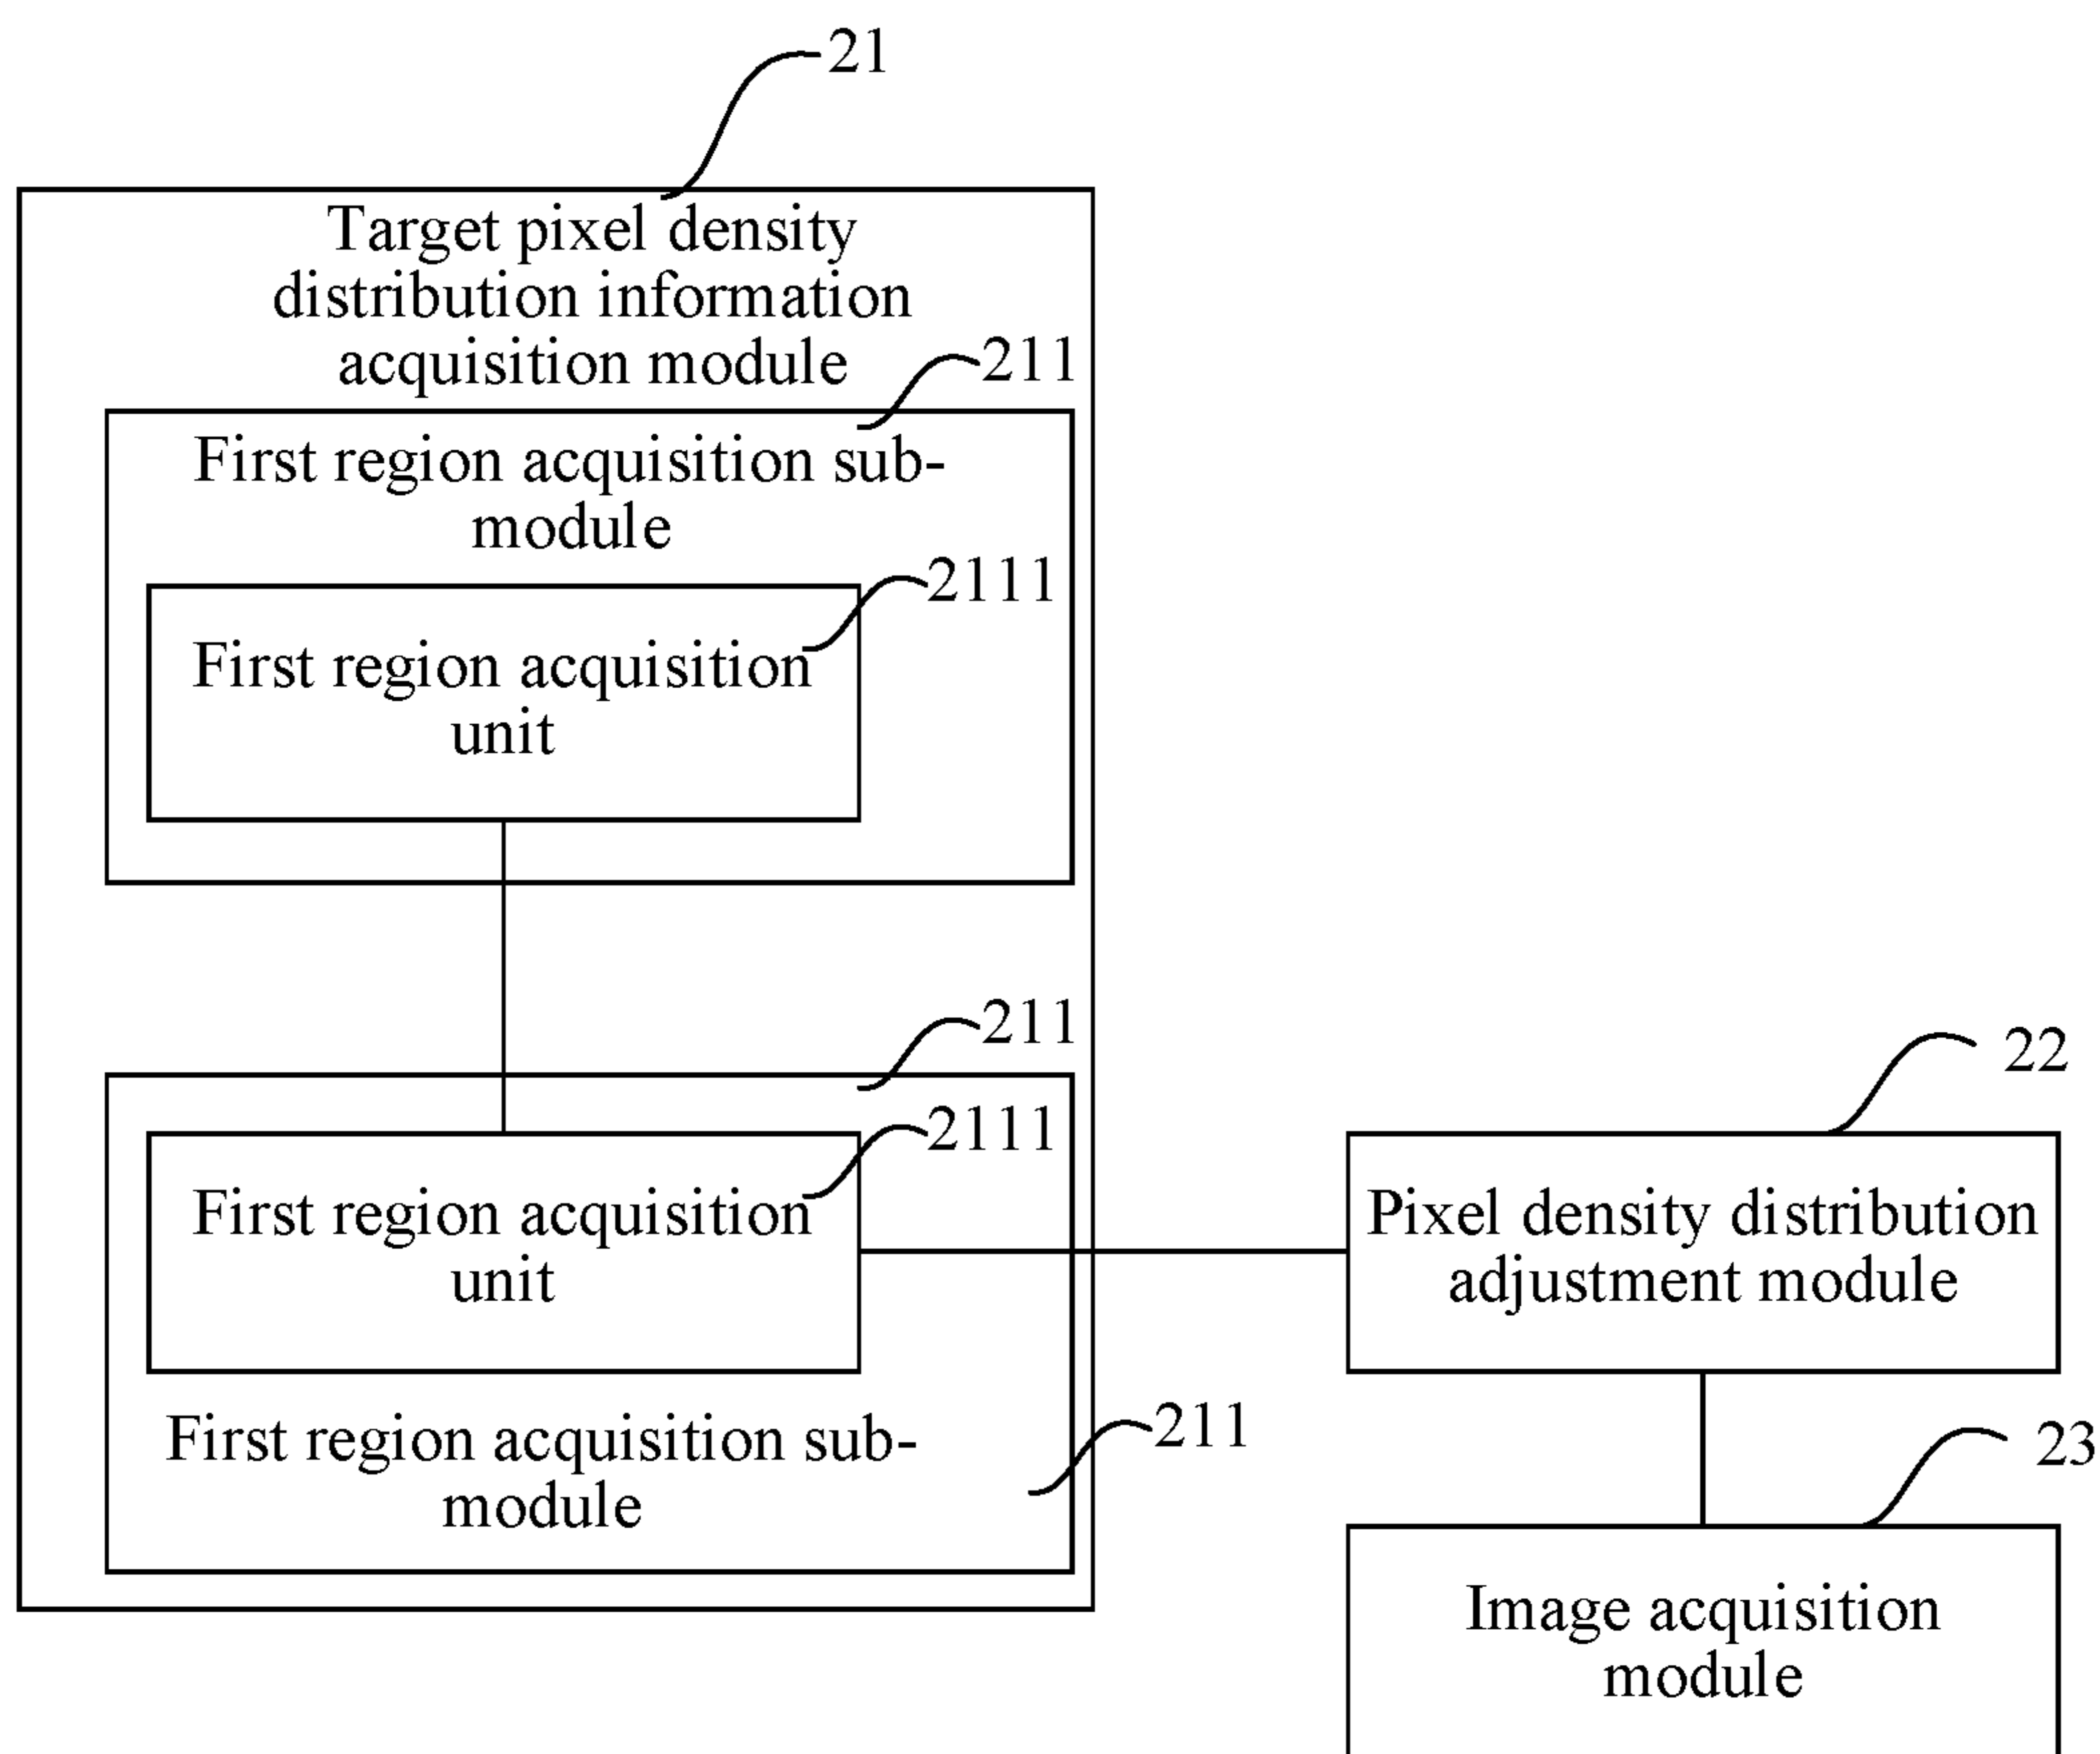 21
Target pixel density
distribution information
acquisition module
211
First region acquisition sub-
module
2111
First region acquisition
unit
211
2111
First region acquisition
unit
First region acquisition sub-
module
211
22
Pixel density distribution
adjustment module
23
Image acquisition
module